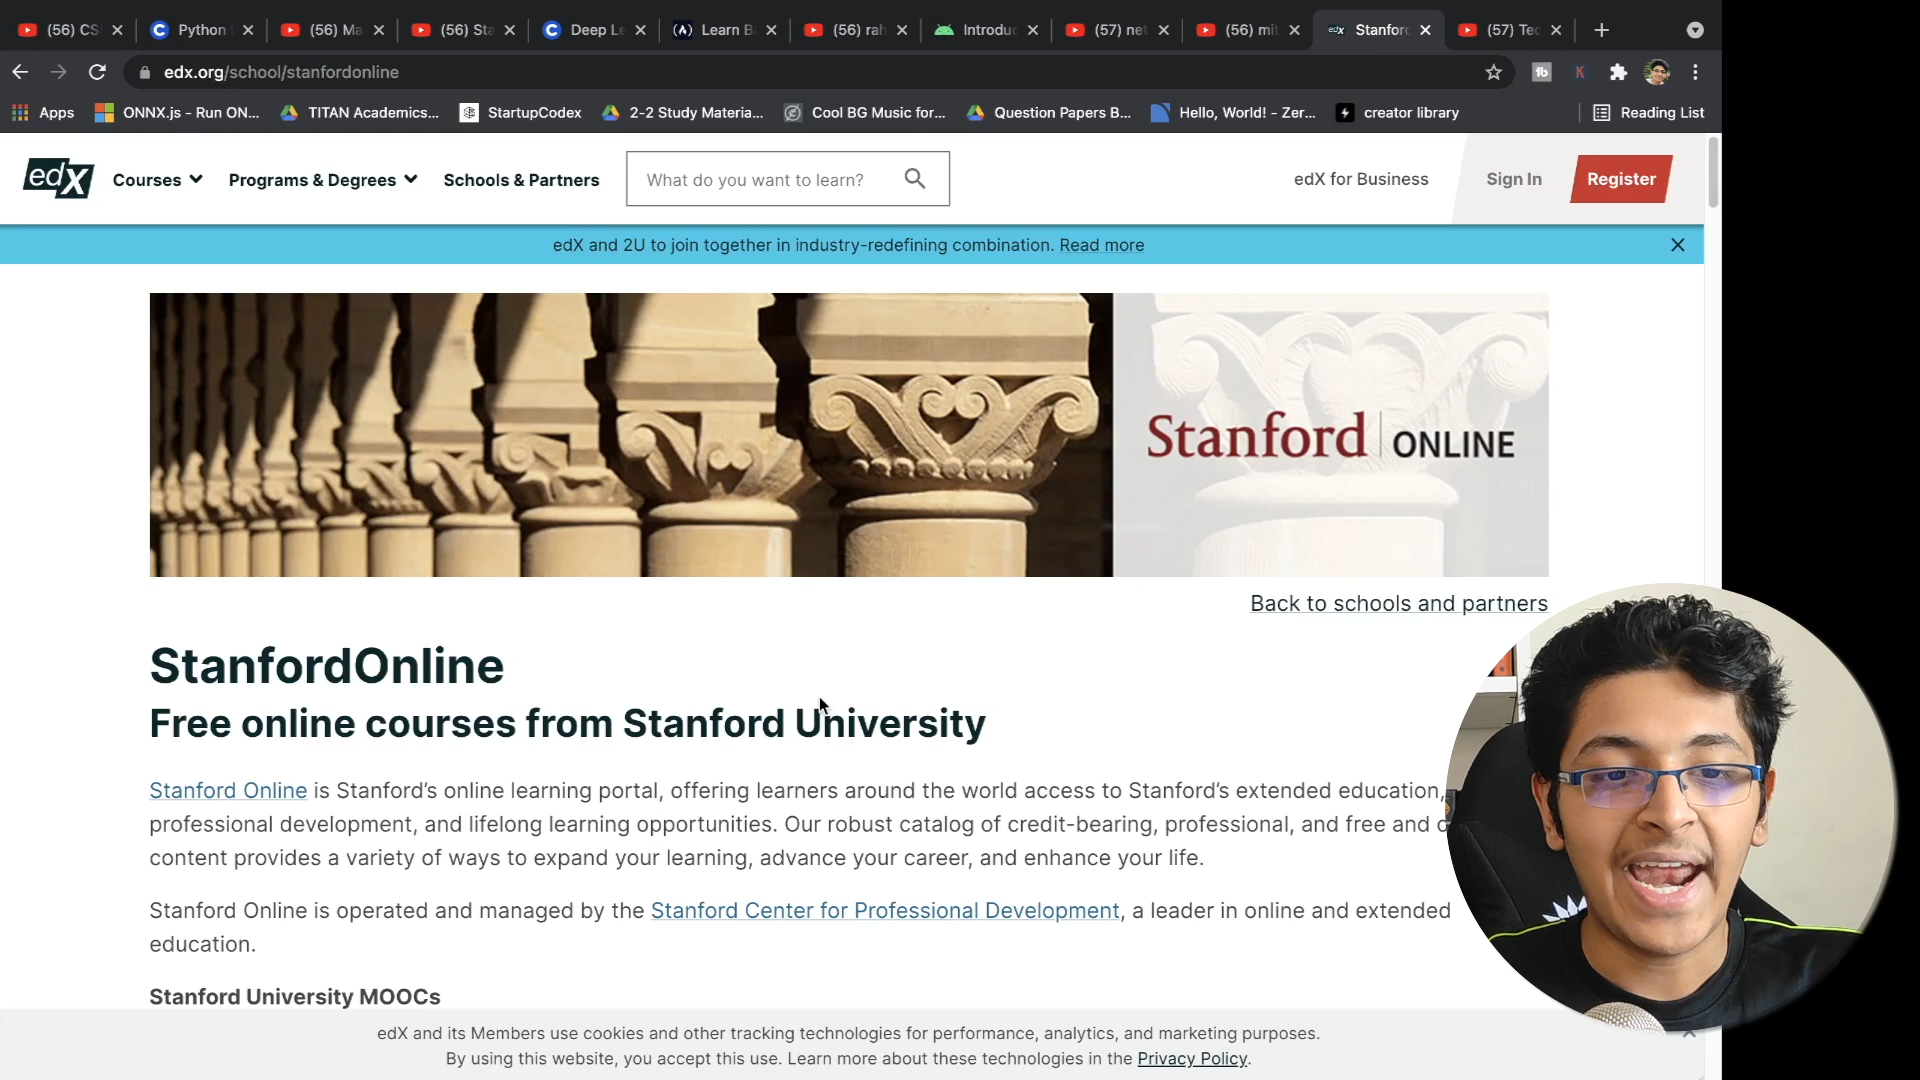 (56) CS
Python
(56) Ma
(56) Sta
Deep Le
Learn B
(56) rah
Introduc
(57) net
(56) mit
edX Stanford
(57) Tec
edx.org/school/stanfordonline
Apps
ONNX.js - Run ON...
TITAN Academics...
StartupCodex
2-2 Study Materia...
Cool BG Music for...
Question Papers B...
Hello, World! - Zer...
creator library
Reading List
edX
Courses
Programs & Degrees
Schools & Partners
What do you want to learn?
edX for Business
Sign In
Register
edX and 2U to join together in industry-redefining combination. Read more
Stanford | ONLINE
Back to schools and partners
StanfordOnline
Free online courses from Stanford University
Stanford Online is Stanford’s online learning portal, offering learners around the world access to Stanford’s extended education,
professional development, and lifelong learning opportunities. Our robust catalog of credit-bearing, professional, and free and
content provides a variety of ways to expand your learning, advance your career, and enhance your life.
Stanford Online is operated and managed by the Stanford Center for Professional Development, a leader in online and extended
education.
Stanford University MOOCs
edX and its Members use cookies and other tracking technologies for performance, analytics, and marketing purposes.
By using this website, you accept this use. Learn more about these technologies in the Privacy Policy.